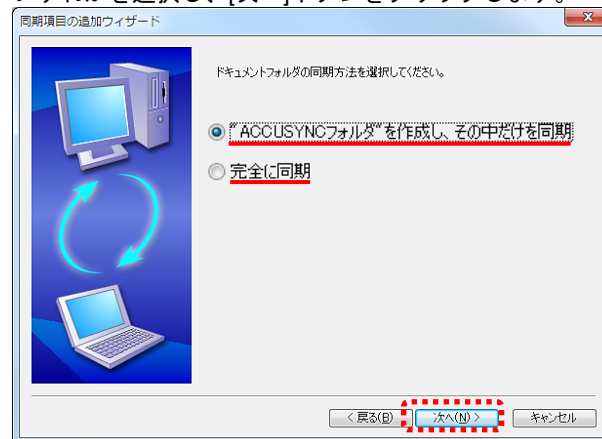 同期項目の追加ウィザード
ドキュメントフォルダの同期方法を選択してください。
"ACCUSYNCフォルダ"を作成し、その中だけを同期
完全に同期
< 戻る(B)
次へ(N) >
キャンセル